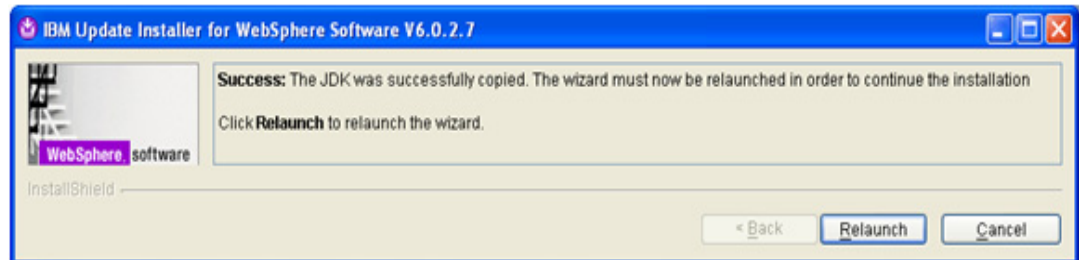 IBM Update Installer for WebSphere Software V6.0.2.7
Success: The JDK was successfully copied. The wizard must now be relaunched in order to continue the installation
Click Relaunch to relaunch the wizard.
WebSphere. software
InstallShield
< Back
Relaunch
Cancel